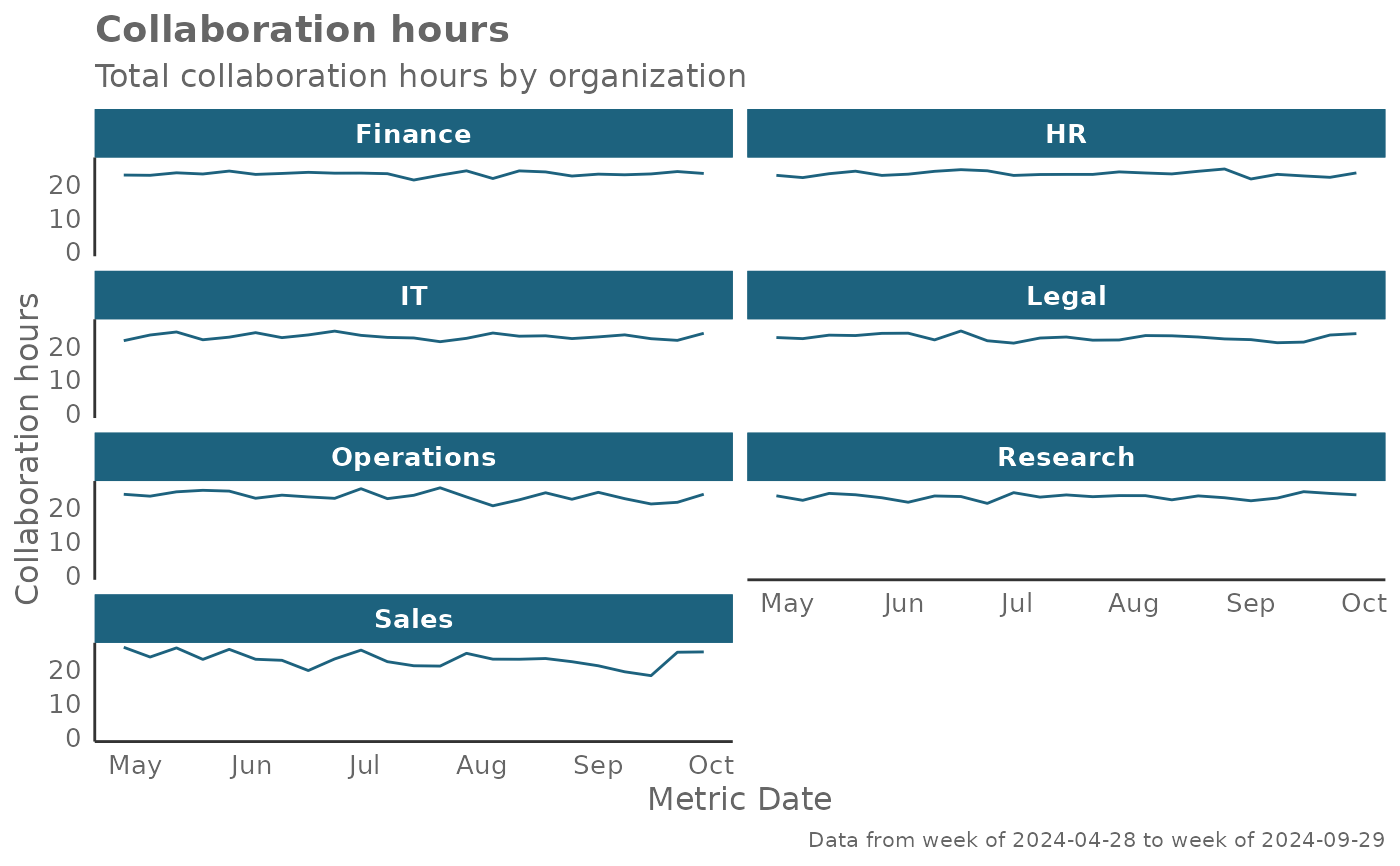 Collaboration hours
Total collaboration hours by organization
Finance
HR
20
10
0
IT
Legal
20
10
0
Operations
Research
20
10
0
May Jun Jul Aug Sep Oct
Sales
20
10
0
May Jun Jul Aug Sep Oct
Collaboration hours
Metric Date
Data from week of 2024-04-28 to week of 2024-09-29